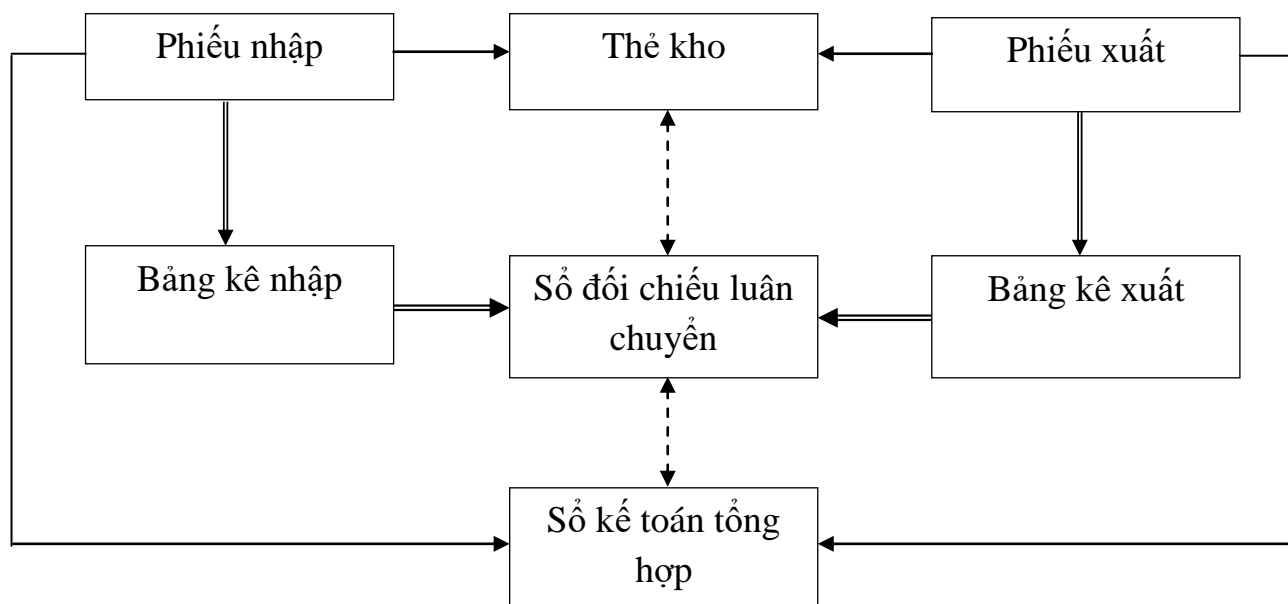 Phiếu nhập
Thẻ kho
Phiếu xuất
Bảng kê nhập
Sổ đối chiếu luân
chuyển
Bảng kê xuất
Sổ kế toán tổng
hợp